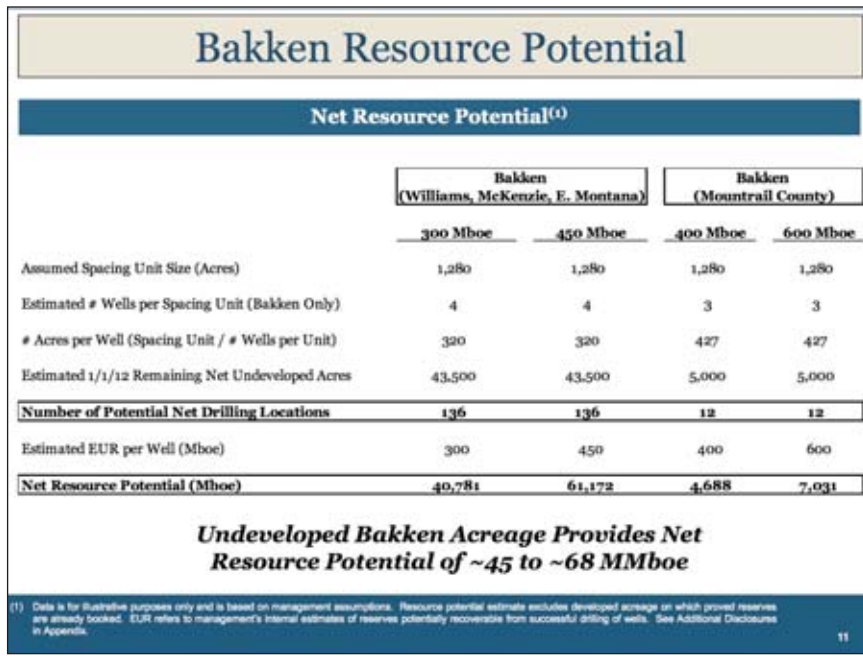 Bakken Resource Potential
Net Resource Potential(1)
Bakken
(Williams, McKenzie, E. Montana)
Bakken
(Mountrail County)
300 Mboe 450 Mboe 400 Mboe 600 Mboe
Assumed Spacing Unit Size (Acres) 1,280 1,280 1,280 1,280
Estimated # Wells per Spacing Unit (Bakken Only) 4 4 3 3
# Acres per Well (Spacing Unit / # Wells per Unit) 320 320 427 427
Estimated 1/1/12 Remaining Net Undeveloped Acres 43,500 43,500 5,000 5,000
Number of Potential Net Drilling Locations 136 136 12 12
Estimated EUR per Well (Mboe) 300 450 400 600
Net Resource Potential (Mboe) 40,781 61,172 4,688 7,031
Undeveloped Bakken Acreage Provides Net
Resource Potential of ~45 to ~68 MMboe
(1) Data is for illustrative purposes only and is based on management assumptions. Resource potential estimate excludes developed acreage on which proved reserves
are already booked. EUR refers to management's internal estimates of reserves potentially recoverable from successful drilling of wells. See Additional Disclosures
in Appendix.
11